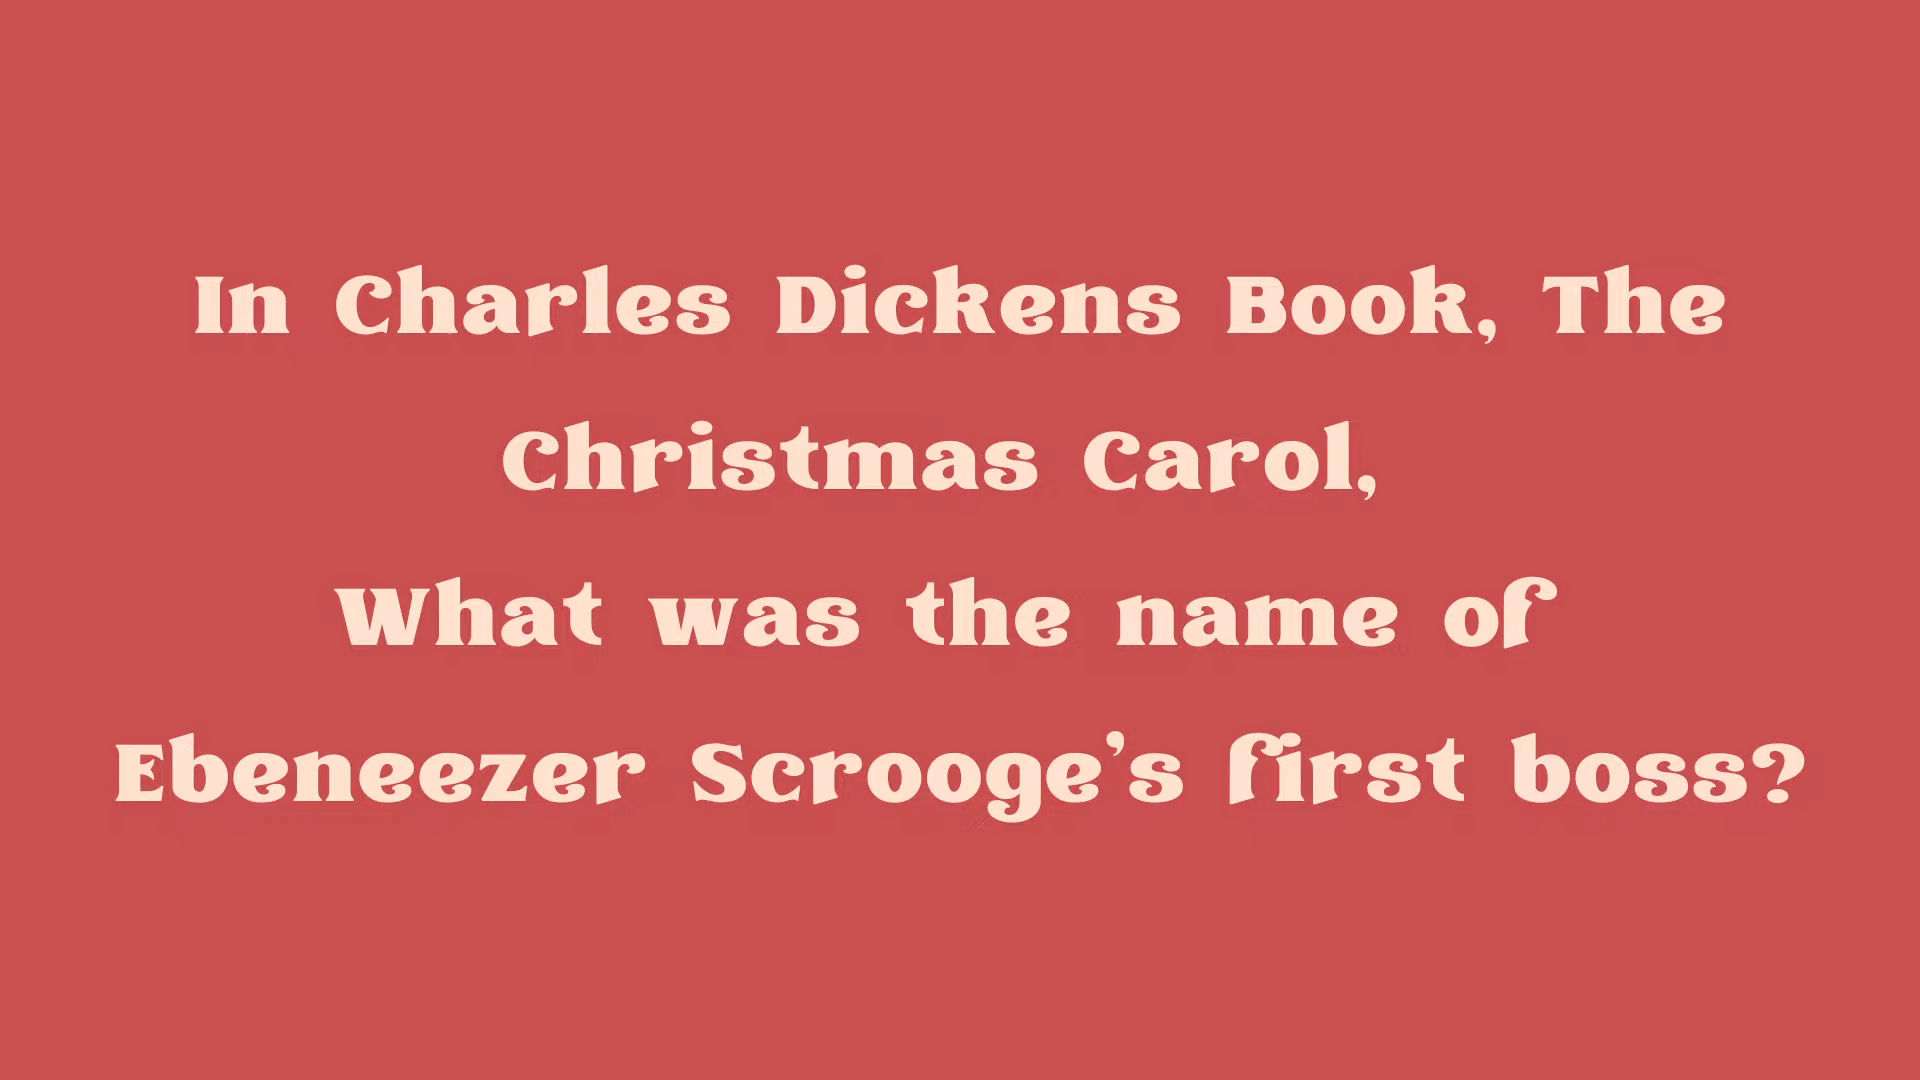 In Charles Dickens Book, The
Christmas Carol,
What was the name of
Ebeneezer Scrooge's first boss?